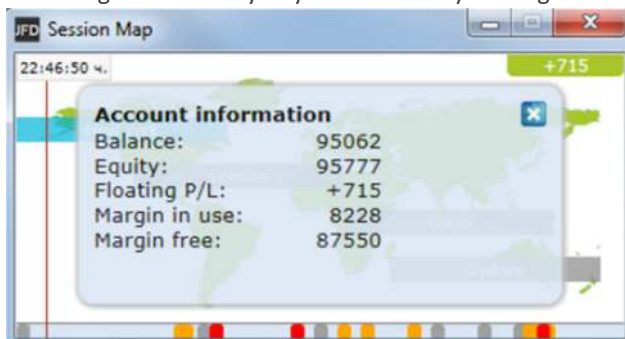 JFD Session Map
22:46:50 ч.
+715
Account information
Balance: 95062
Equity: 95777
Floating P/L: +715
Margin in use: 8228
Margin free: 87550
Sydney